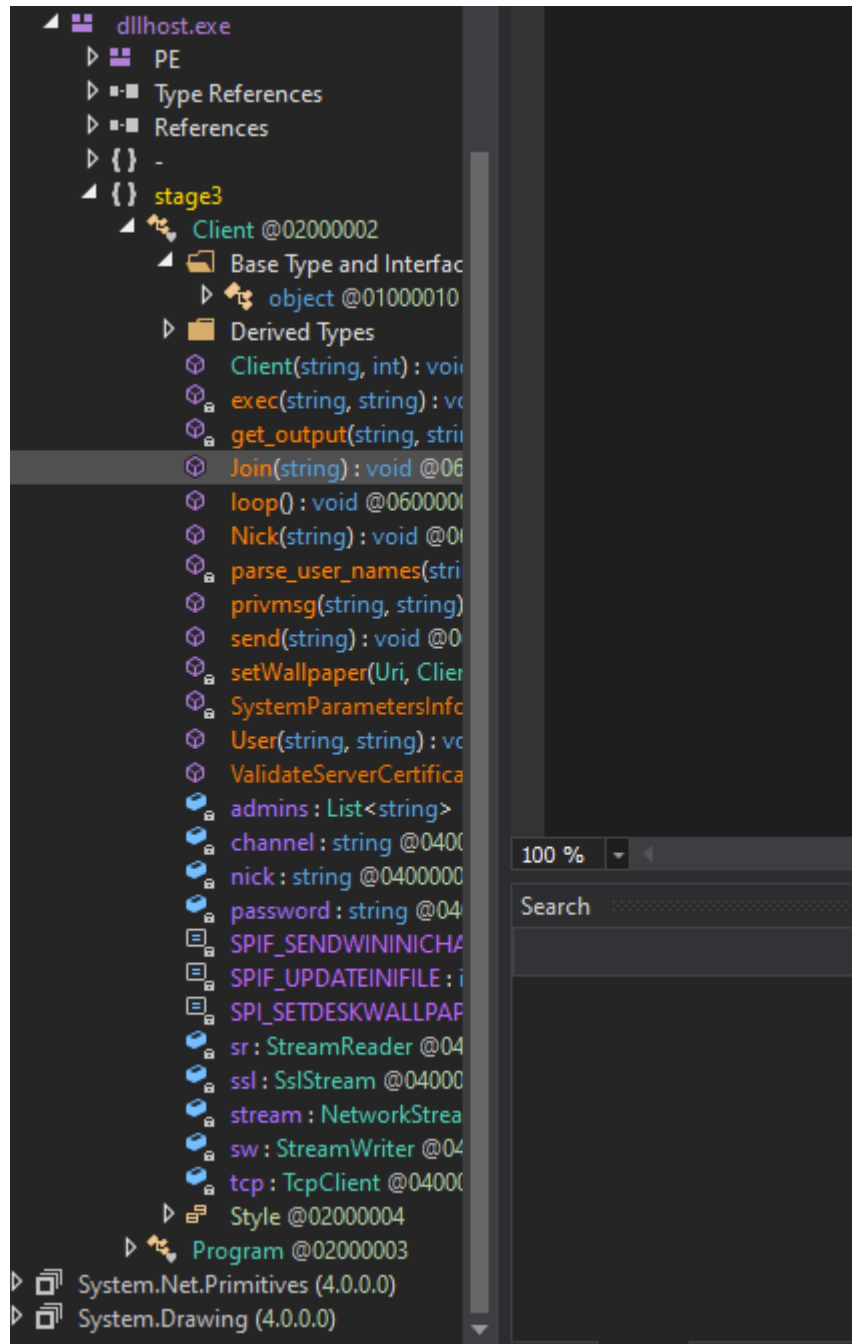 dllhost.exe
PE
Type References
References
{} -
{} stage3
Client @02000002
Base Type and Interfac
object @01000010
Derived Types
Client(string, int) : voi
exec(string, string) : vo
get_output(string, stri
Join(string) : void @06
loop() : void @060000
Nick(string) : void @0
parse_user_names(stri
privmsg(string, string)
send(string) : void @0
setWallpaper(Uri, Clier
SystemParametersInfo
User(string, string) : vo
ValidateServerCertifica
admins : List<string>
channel : string @0400
nick : string @0400000
password : string @04
SPIF_SENDWININICHA
SPIF_UPDATEINIFILE : i
SPI_SETDESKWALLPAP
sr : StreamReader @04
ssl : SslStream @04000
stream : NetworkStrea
sw : StreamWriter @04
tcp : TcpClient @04000
Style @02000004
Program @02000003
System.Net.Primitives (4.0.0.0)
System.Drawing (4.0.0.0)
100 %
Search